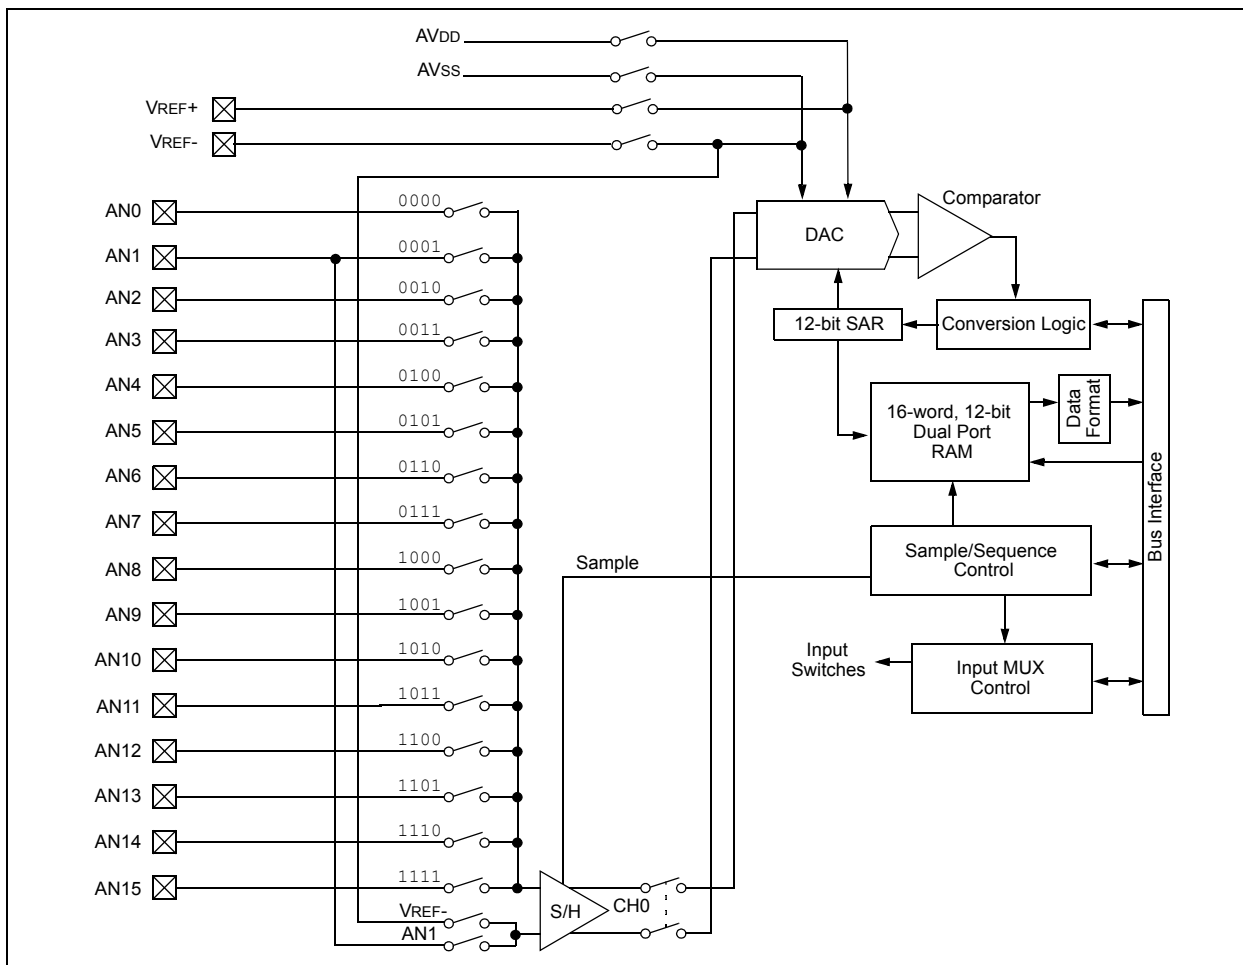 AVDD
AVSS
VREF+
VREF-
AN0
0000
AN1
0001
AN2
0010
AN3
0011
AN4
0100
AN5
0101
AN6
0110
AN7
0111
AN8
1000
AN9
1001
AN10
1010
AN11
1011
AN12
1100
AN13
1101
AN14
1110
AN15
1111
VREF-
AN1
S/H
CH0
Sample
DAC
Comparator
12-bit SAR
Conversion Logic
16-word, 12-bit
Dual Port
RAM
Data
Format
Bus Interface
Sample/Sequence
Control
Input
Switches
Input MUX
Control